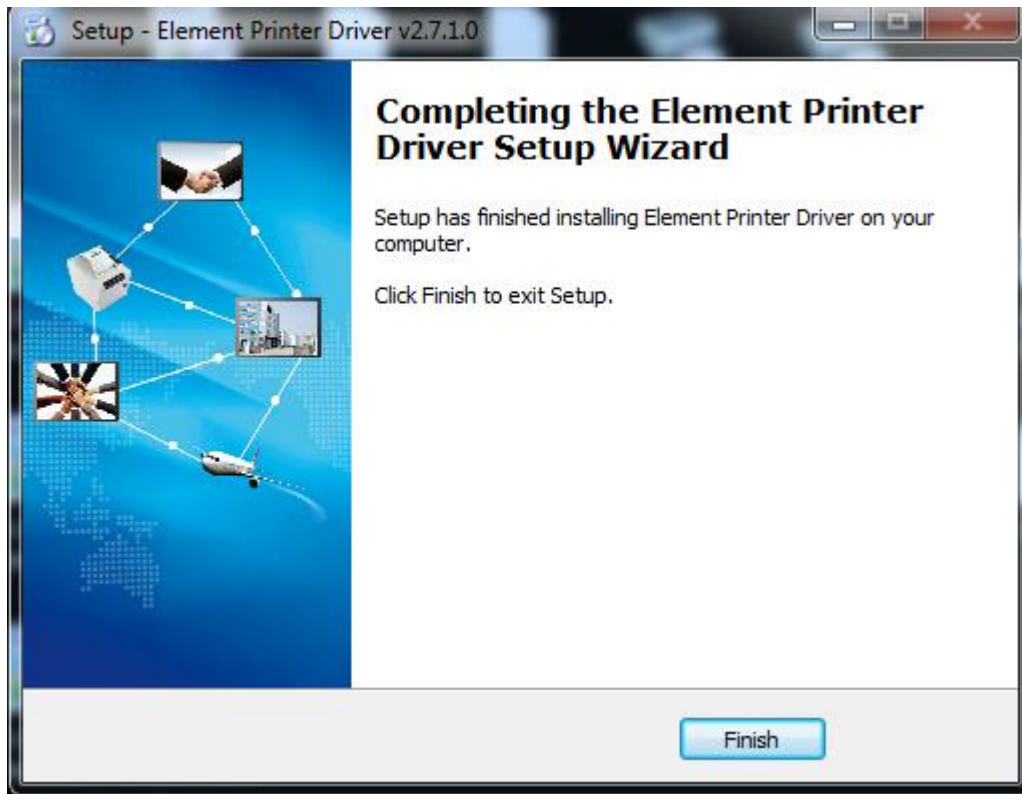 Setup - Element Printer Driver v2.7.1.0
Completing the Element Printer
Driver Setup Wizard
Setup has finished installing Element Printer Driver on your
computer.
Click Finish to exit Setup.
Finish